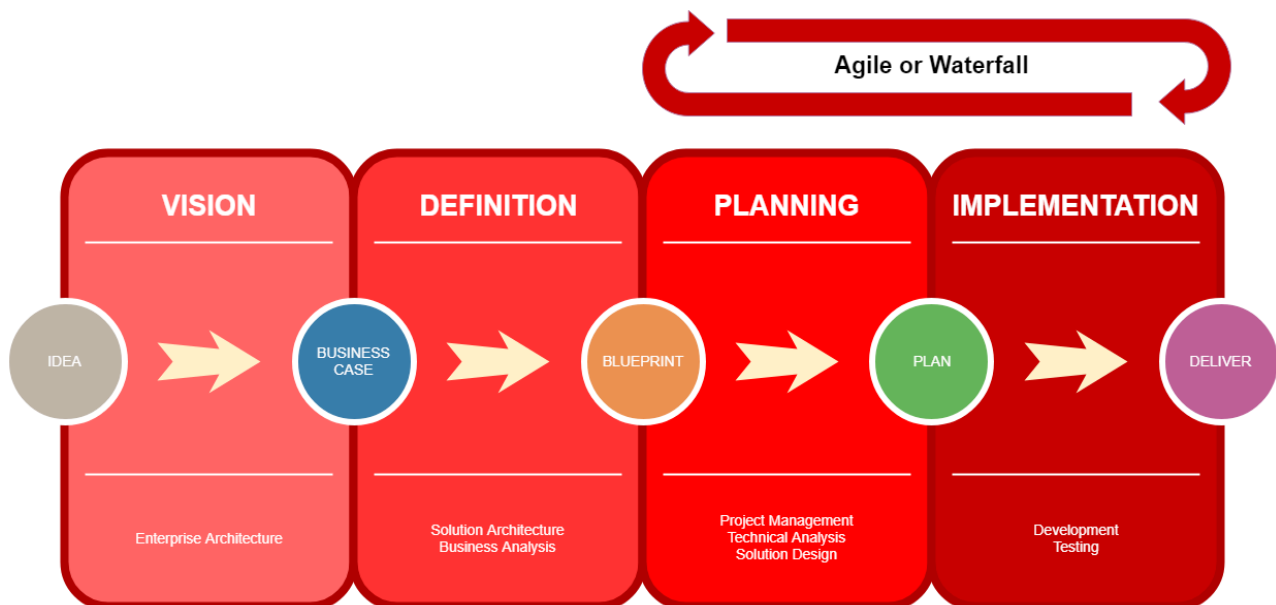 Agile or Waterfall
VISION
DEFINITION
PLANNING
IMPLEMENTATION
IDEA
BUSINESS
CASE
BLUEPRINT
PLAN
DELIVER
Enterprise Architecture
Solution Architecture
Business Analysis
Project Management
Technical Analysis
Solution Design
Development
Testing